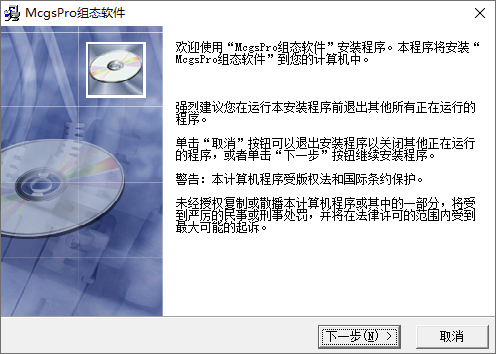 McgsPro组态软件
欢迎使用“McgsPro组态软件”安装程序。本程序将安装“
McgsPro组态软件”到您的计算机中。
强烈建议您在运行本安装程序前退出其他所有正在运行的
程序。
单击“取消”按钮可以退出安装程序以关闭其他正在运行
的程序，或者单击“下一步”按钮继续安装程序。
警告：本计算机程序受版权法和国际条约保护。
未经授权复制或散播本计算机程序或其中的一部分，将受
到严厉的民事或刑事处罚，并将在法律许可的范围内受到
最大可能的起诉。
下一步(N) >
取消